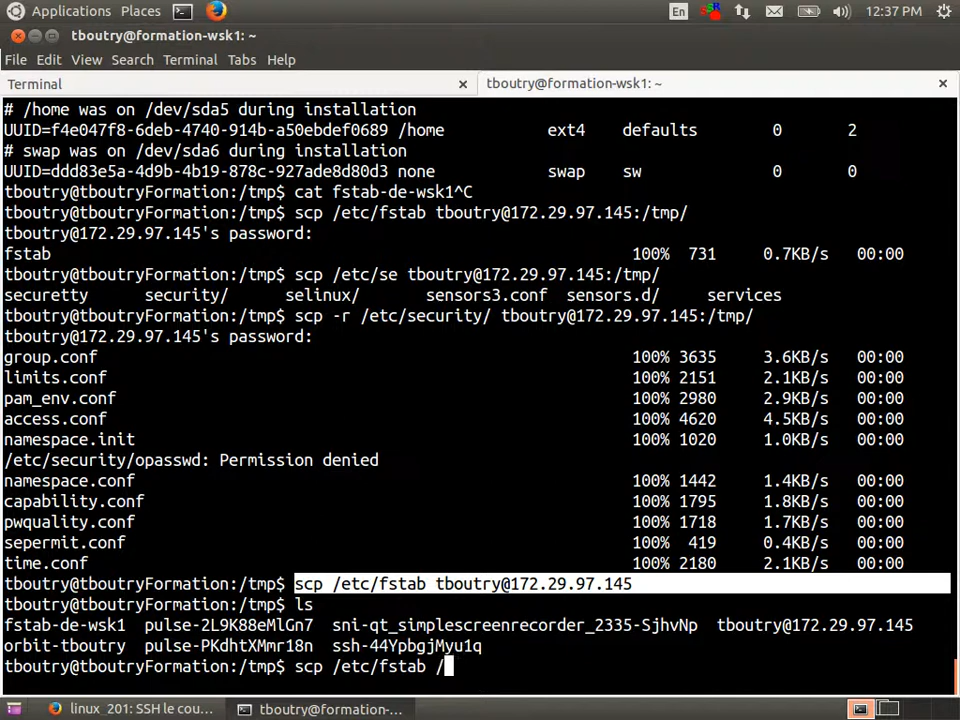 Applications Places En 12:37 PM
tboutry@formation-wsk1: ~
File Edit View Search Terminal Tabs Help
Terminal × tboutry@formation-wsk1: ~ ×
# /home was on /dev/sda5 during installation
UUID=f4e047f8-6deb-4740-914b-a50ebdef0689 /home ext4 defaults 0 2
# swap was on /dev/sda6 during installation
UUID=ddd83e5a-4d9b-4b19-878c-927ade8d80d3 none swap sw 0 0
tboutry@tboutryFormation:/tmp$ cat fstab-de-wsk1^C
tboutry@tboutryFormation:/tmp$ scp /etc/fstab tboutry@172.29.97.145:/tmp/
tboutry@172.29.97.145's password:
fstab 100% 731 0.7KB/s 00:00
tboutry@tboutryFormation:/tmp$ scp /etc/se tboutry@172.29.97.145:/tmp/
securetty security/ selinux/ sensors3.conf sensors.d/ services
tboutry@tboutryFormation:/tmp$ scp -r /etc/security/ tboutry@172.29.97.145:/tmp/
tboutry@172.29.97.145's password:
group.conf 100% 3635 3.6KB/s 00:00
limits.conf 100% 2151 2.1KB/s 00:00
pam_env.conf 100% 2980 2.9KB/s 00:00
access.conf 100% 4620 4.5KB/s 00:00
namespace.init 100% 1020 1.0KB/s 00:00
/etc/security/opasswd: Permission denied
namespace.conf 100% 1442 1.4KB/s 00:00
capability.conf 100% 1795 1.8KB/s 00:00
pwquality.conf 100% 1718 1.7KB/s 00:00
sepermit.conf 100% 419 0.4KB/s 00:00
time.conf 100% 2180 2.1KB/s 00:00
tboutry@tboutryFormation:/tmp$ scp /etc/fstab tboutry@172.29.97.145
tboutry@tboutryFormation:/tmp$ ls
fstab-de-wsk1 pulse-2L9K88eMlGn7 sni-qt_simplescreenrecorder_2335-SjhvNp tboutry@172.29.97.145
orbit-tboutry pulse-PKdhtXMmr18n ssh-44YpbgjMyu1q
tboutry@tboutryFormation:/tmp$ scp /etc/fstab /
linux_201: SSH le cou... tboutry@formation-...